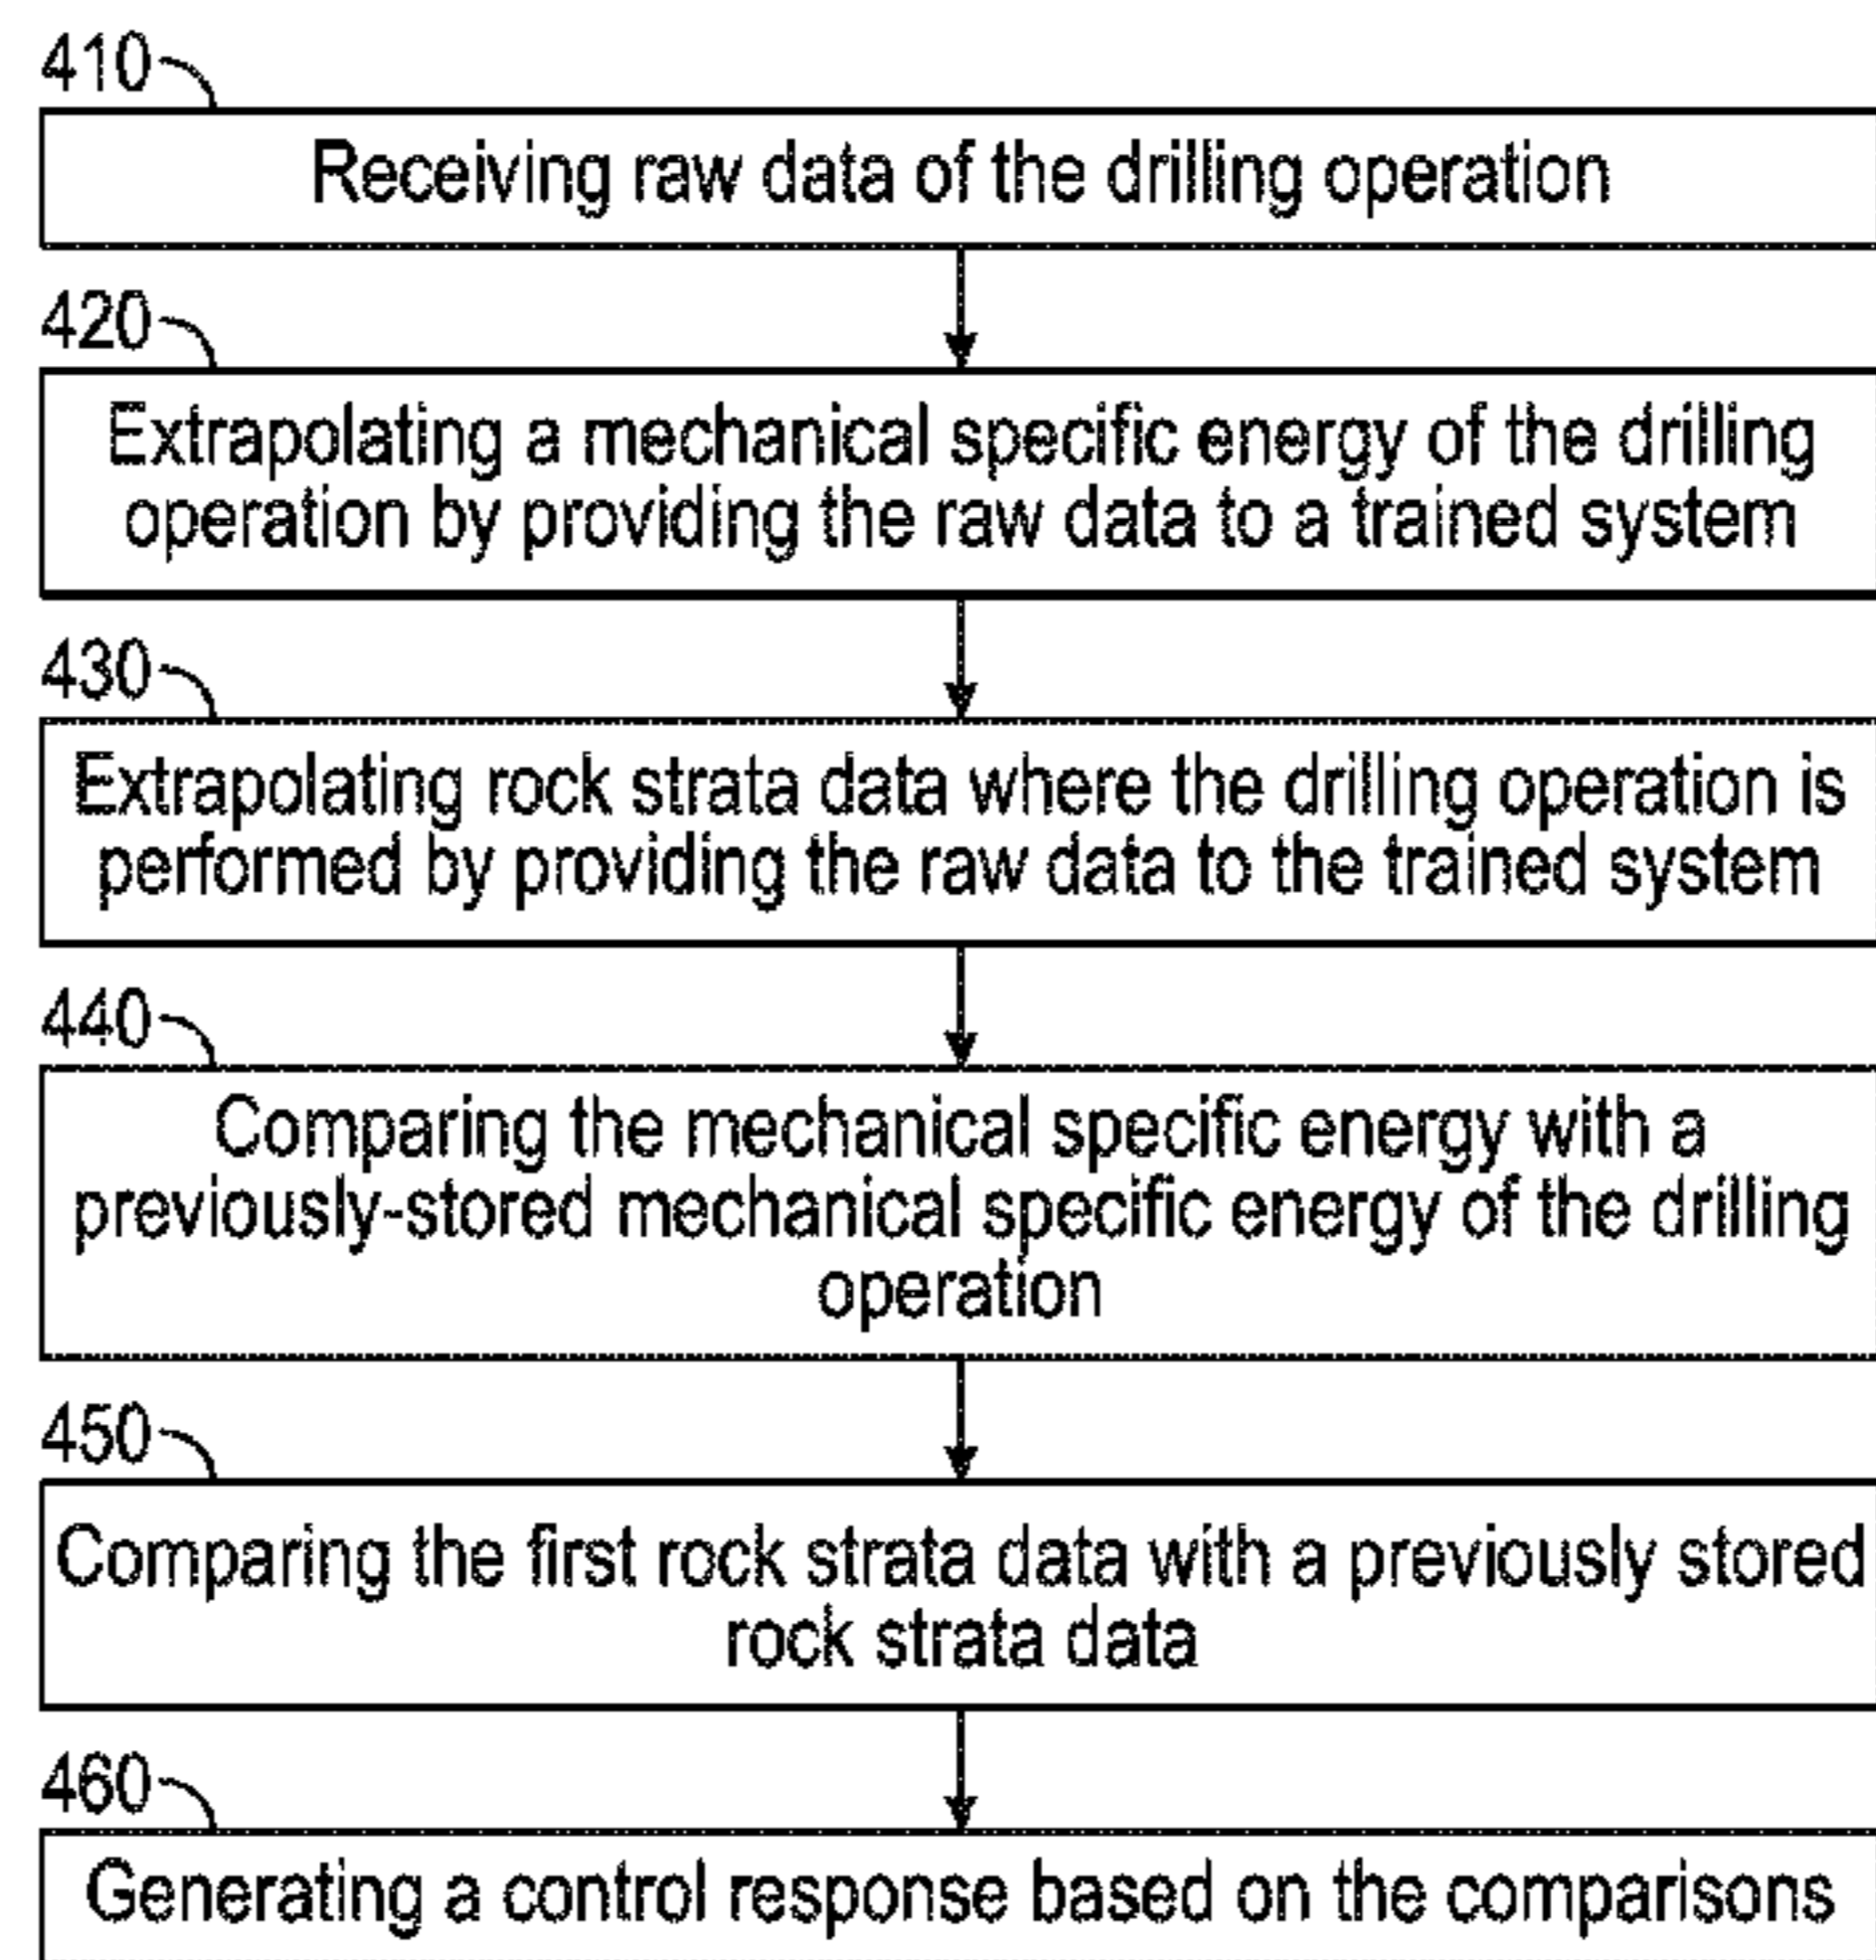 410
Receiving raw data of the drilling operation
420
Extrapolating a mechanical specific energy of the drilling
operation by providing the raw data to a trained system
430
Extrapolating rock strata data where the drilling operation is
performed by providing the raw data to the trained system
440
Comparing the mechanical specific energy with a
previously-stored mechanical specific energy of the drilling
operation
450
Comparing the first rock strata data with a previously stored
rock strata data
460
Generating a control response based on the comparisons